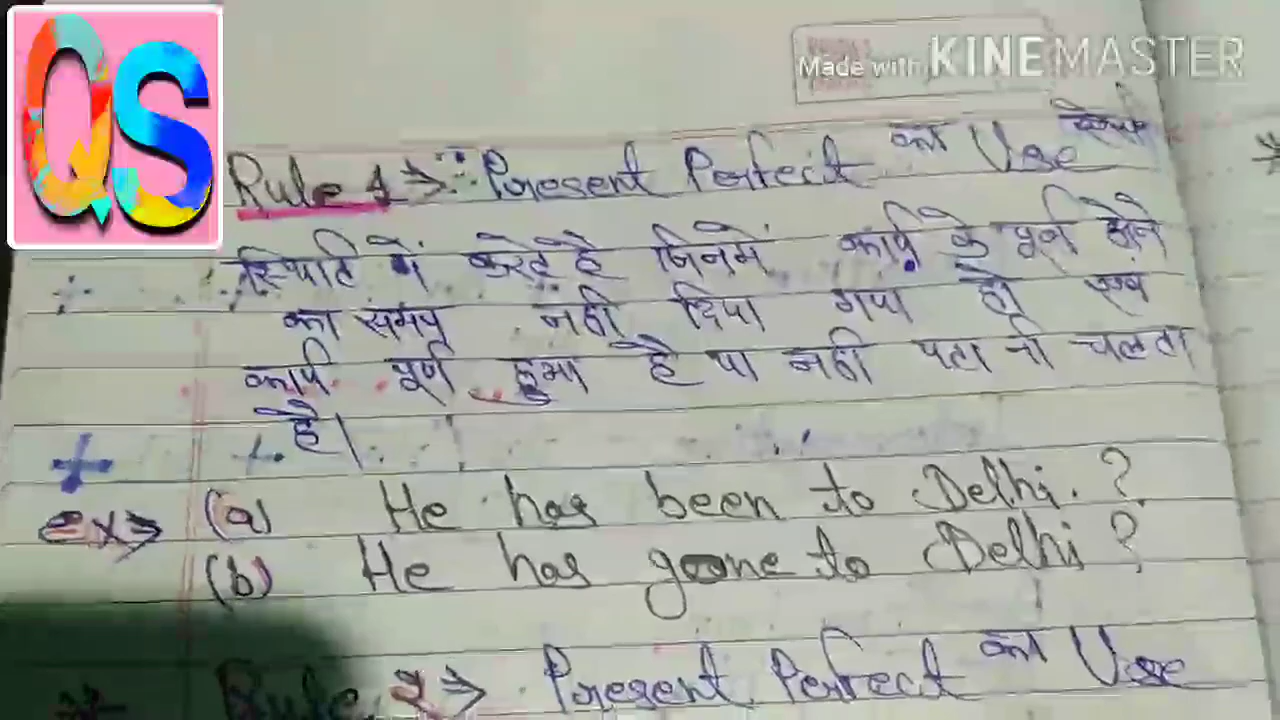 QS
Made with KINEMASTER
Rule 1 ⇒ Present Perfect का Use ऐसी
स्थिति में करते है जिनमें कार्य के पूर्ण होने
का समय नही दिया गया हो एवं
कार्य पूर्ण हुआ है या नही पता नी चलता
है।
ex⇒ (a) He has been to Delhi. ?
(b) He has gone to Delhi ?
* Rule 2 ⇒ Present Perfect का Use